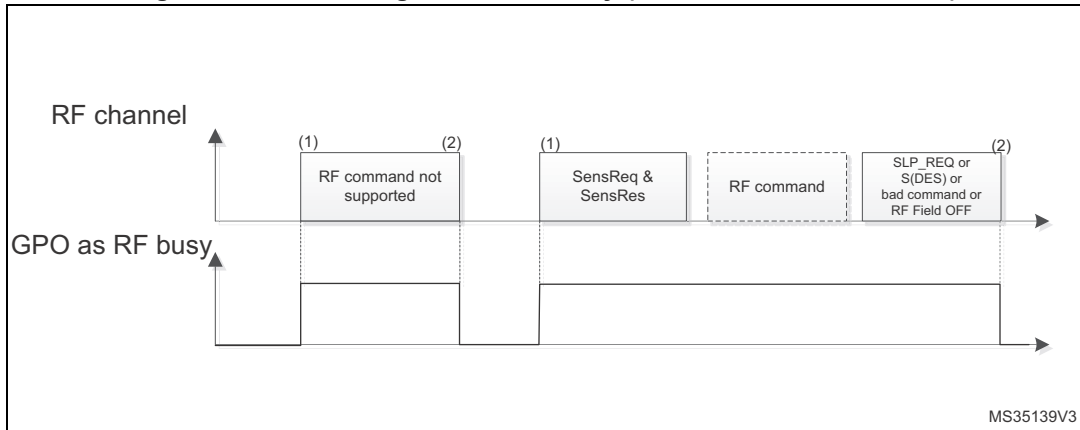 RF channel
(1)
(2)
(1)
(2)
RF command not
supported
SensReq &
SensRes
RF command
SLP_REQ or
S(DES) or
bad command or
RF Field OFF
GPO as RF busy
MS35139V3